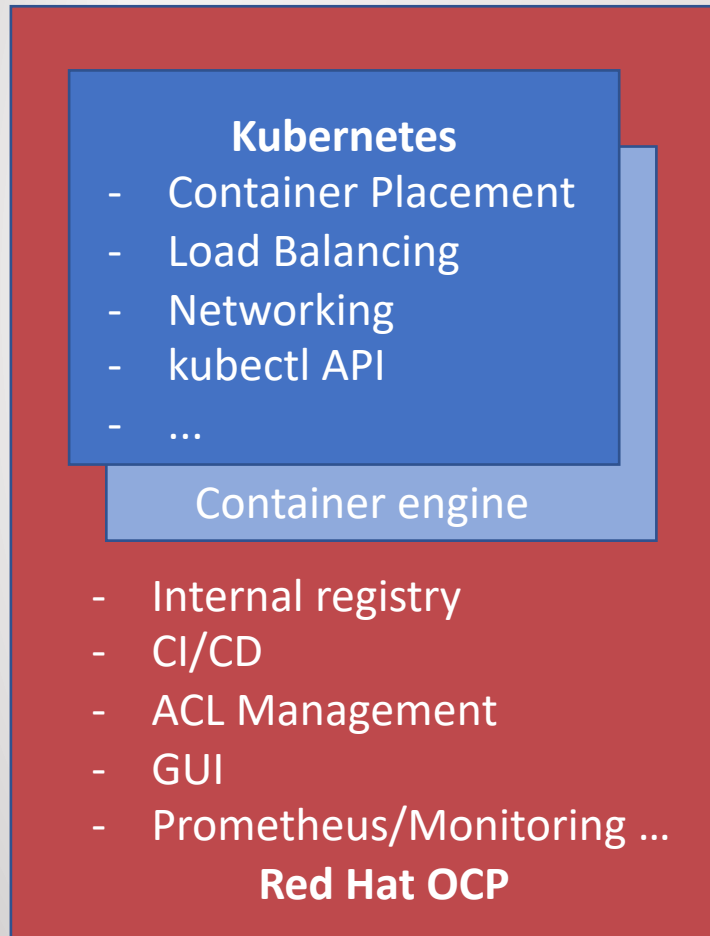 Kubernetes
- Container Placement
- Load Balancing
- Networking
- kubectl API
- ...
Container engine
- Internal registry
- CI/CD
- ACL Management
- GUI
- Prometheus/Monitoring ...
Red Hat OCP